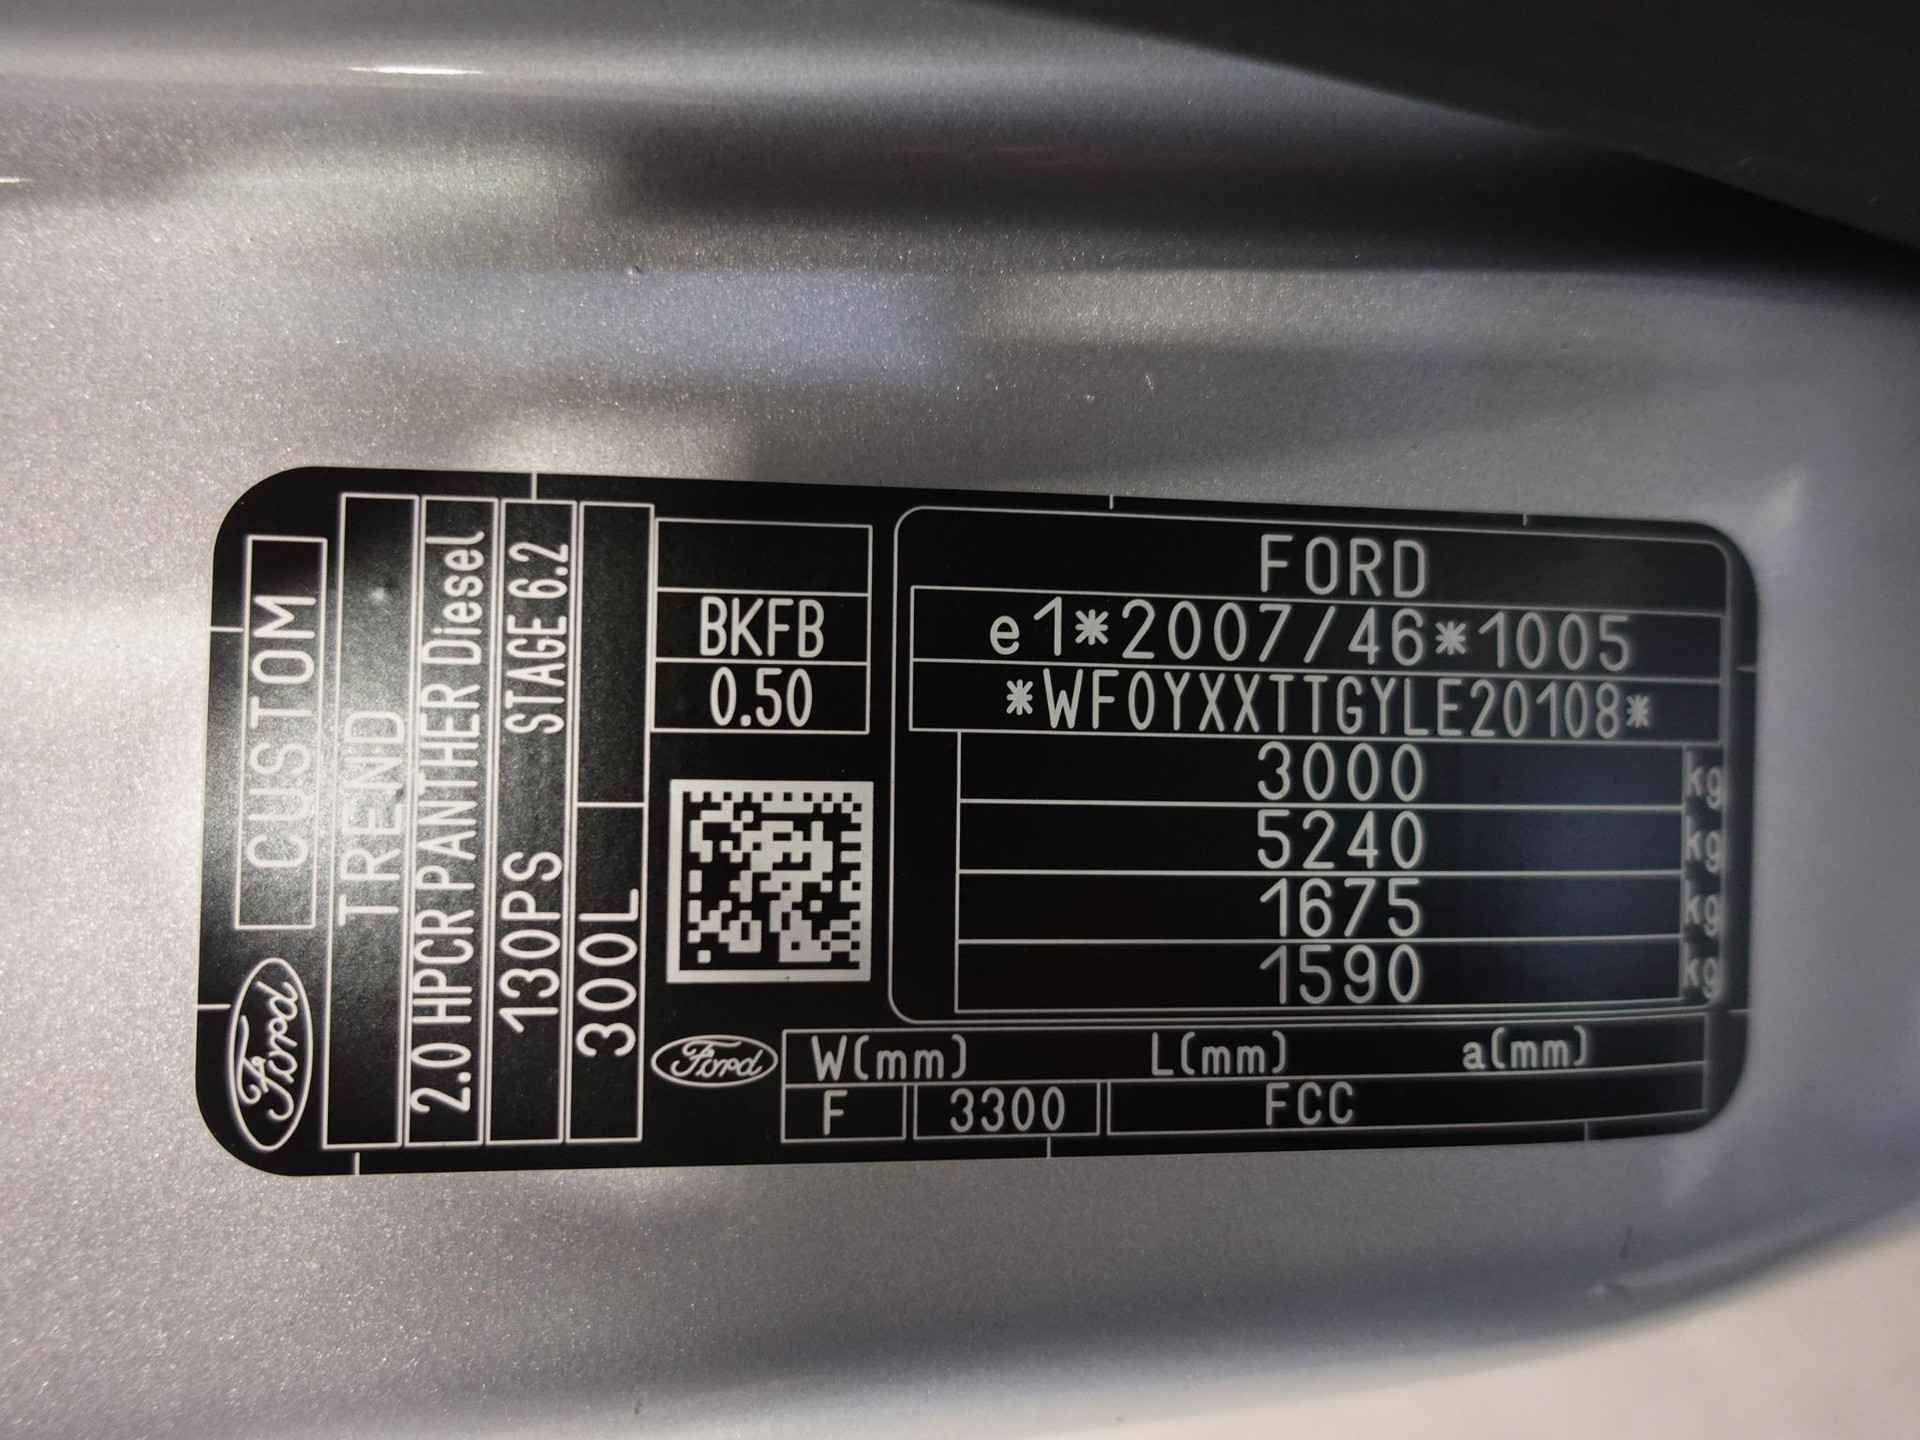 Ford
CUSTOM
TREND
2.0 HPCR PANTHER Diesel
130PS STAGE 6.2
300L
BKFB
0.50
FORD
e1*2007/46*1005
*WF0YXXTTGYLE20108*
3000 kg
5240 kg
1675 kg
1590 kg
Ford
W(mm) L(mm) a(mm)
F 3300 FCC